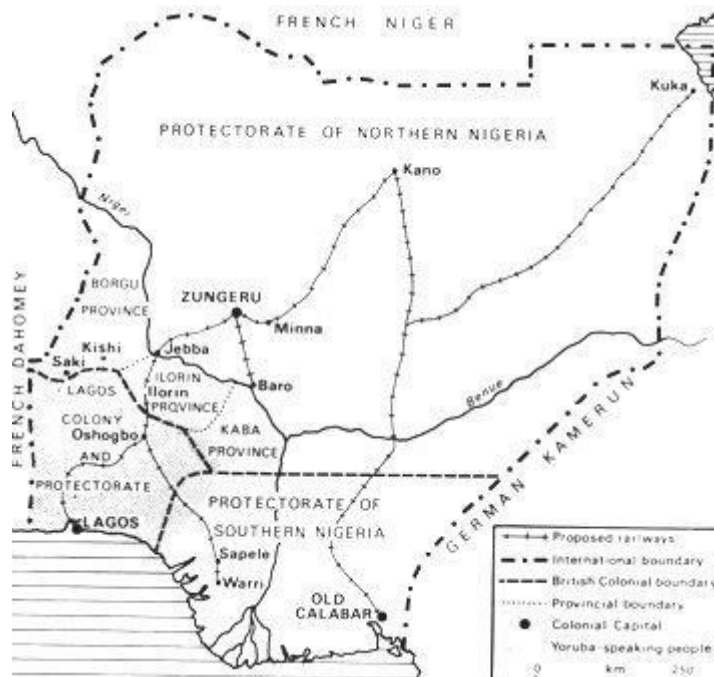 FRENCH NIGER
Kuka
PROTECTORATE OF NORTHERN NIGERIA
Kano
Niger
BORGU
PROVINCE
ZUNGERU
Minna
FRENCH DAHOMEY
Kishi
Jebba
Saki
ILORIN
Baro
Benue
LAGOS
Ilorin
PROVINCE
COLONY
KABA
Oshogbo
PROVINCE
AND
PROTECTORATE
GERMAN KAMERUN
PROTECTORATE OF
SOUTHERN NIGERIA
LAGOS
Sapele
Warri
OLD
CALABAR
Proposed railways
International boundary
British Colonial boundary
Provincial boundary
Colonial Capital
Yoruba-speaking people
0 km 250